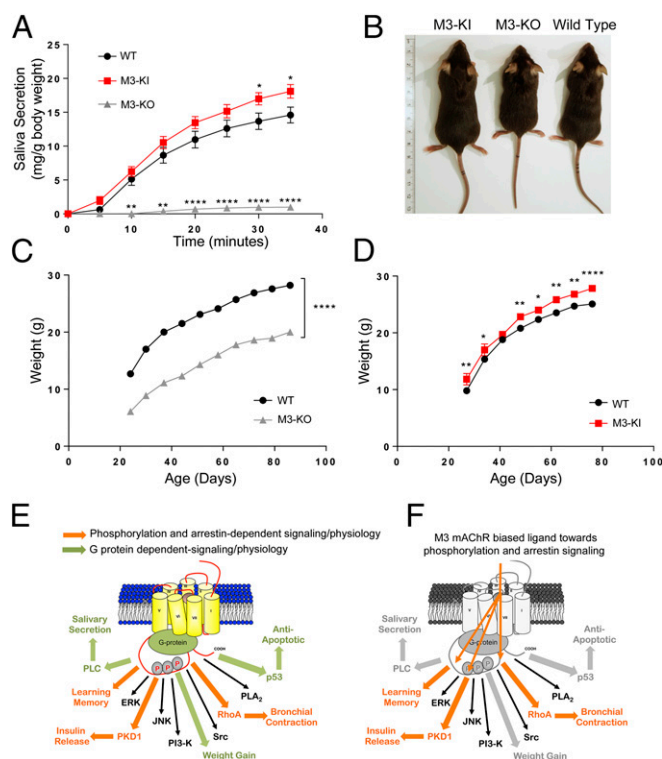 A
Saliva Secretion
(mg/g body weight)
25
20
15
10
5
0
WT
M3-KI
M3-KO
*
*
**
**
****
****
****
****
0
10
20
30
40
Time (minutes)
B
M3-KI M3-KO Wild Type
C
Weight (g)
30
20
10
0
****
WT
M3-KO
0
20
40
60
80
100
Age (Days)
D
Weight (g)
30
20
10
0
**
*
**
*
**
**
****
WT
M3-KI
0
20
40
60
80
100
Age (Days)
E
Phosphorylation and arrestin-dependent signaling/physiology
G protein dependent-signaling/physiology
Salivary
Secretion
PLC
G-protein
COOH
P P P
Anti-
Apoptotic
p53
Learning
Memory
ERK
JNK
PI3-K
Src
PLA2
RhoA
Bronchial
Contraction
Insulin
Release
PKD1
Weight Gain
F
M3 mAChR biased ligand towards
phosphorylation and arrestin signaling
Salivary
Secretion
PLC
G-protein
COOH
P P P
Anti-
Apoptotic
p53
Learning
Memory
ERK
JNK
PI3-K
Src
PLA2
RhoA
Bronchial
Contraction
Insulin
Release
PKD1
Weight Gain